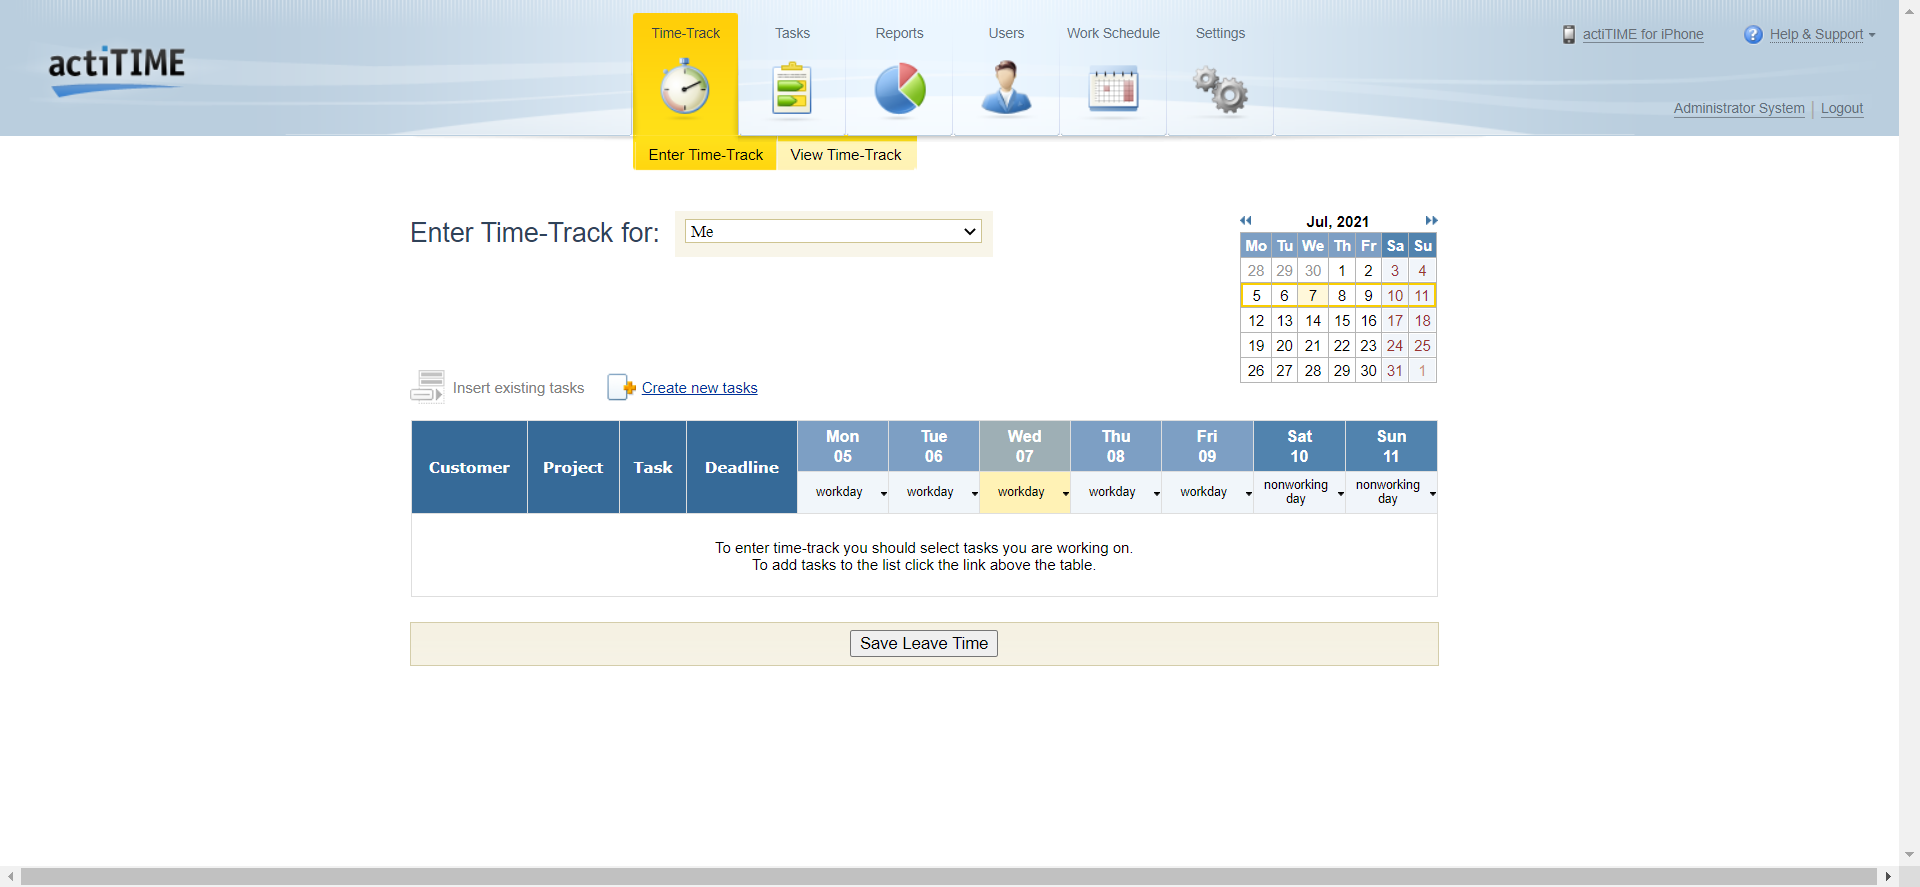 actiTIME
Time-Track
Tasks
Reports
Users
Work Schedule
Settings
actiTIME for iPhone
Help & Support
Administrator System | Logout
Enter Time-Track
View Time-Track
Enter Time-Track for:
Me
Jul, 2021
Mo Tu We Th Fr Sa Su
28 29 30 1 2 3 4
5 6 7 8 9 10 11
12 13 14 15 16 17 18
19 20 21 22 23 24 25
26 27 28 29 30 31 1
Insert existing tasks
Create new tasks
Customer
Project
Task
Deadline
Mon
05
Tue
06
Wed
07
Thu
08
Fri
09
Sat
10
Sun
11
workday
workday
workday
workday
workday
nonworking
day
nonworking
day
To enter time-track you should select tasks you are working on.
To add tasks to the list click the link above the table.
Save Leave Time